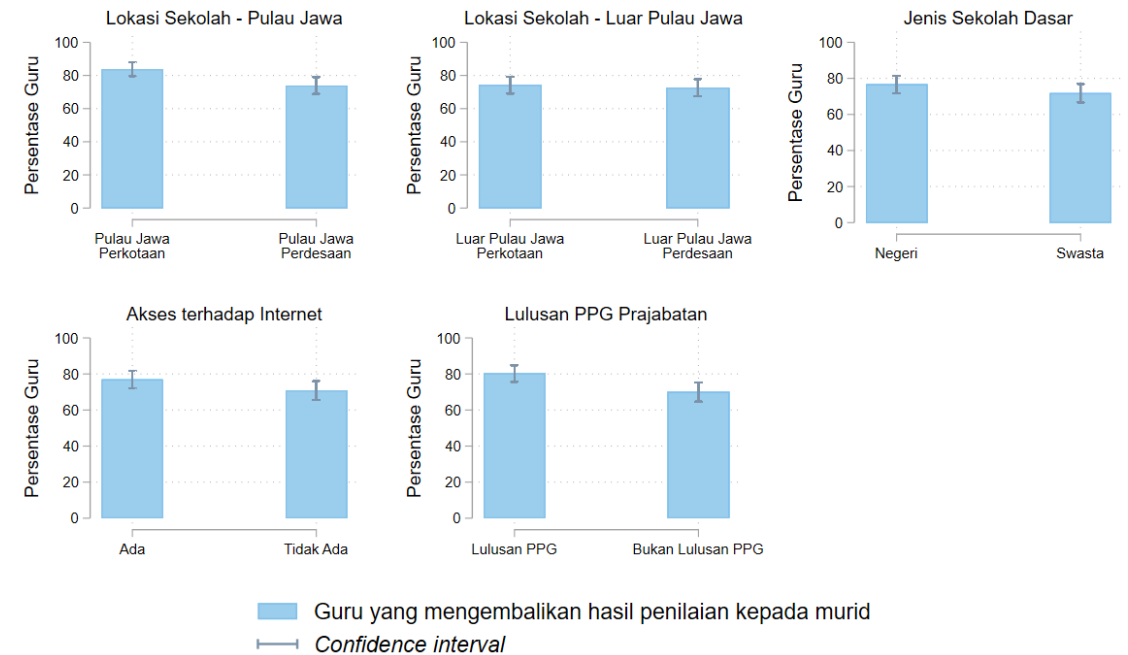 Lokasi Sekolah - Pulau Jawa
Persentase Guru
100
80
60
40
20
0
Pulau Jawa
Perkotaan
Pulau Jawa
Perdesaan
Lokasi Sekolah - Luar Pulau Jawa
Persentase Guru
100
80
60
40
20
0
Luar Pulau Jawa
Perkotaan
Luar Pulau Jawa
Perdesaan
Jenis Sekolah Dasar
Persentase Guru
100
80
60
40
20
0
Negeri
Swasta
Akses terhadap Internet
Persentase Guru
100
80
60
40
20
0
Ada
Tidak Ada
Lulusan PPG Prajabatan
Persentase Guru
100
80
60
40
20
0
Lulusan PPG
Bukan Lulusan PPG
Guru yang mengembalikan hasil penilaian kepada murid
Confidence interval